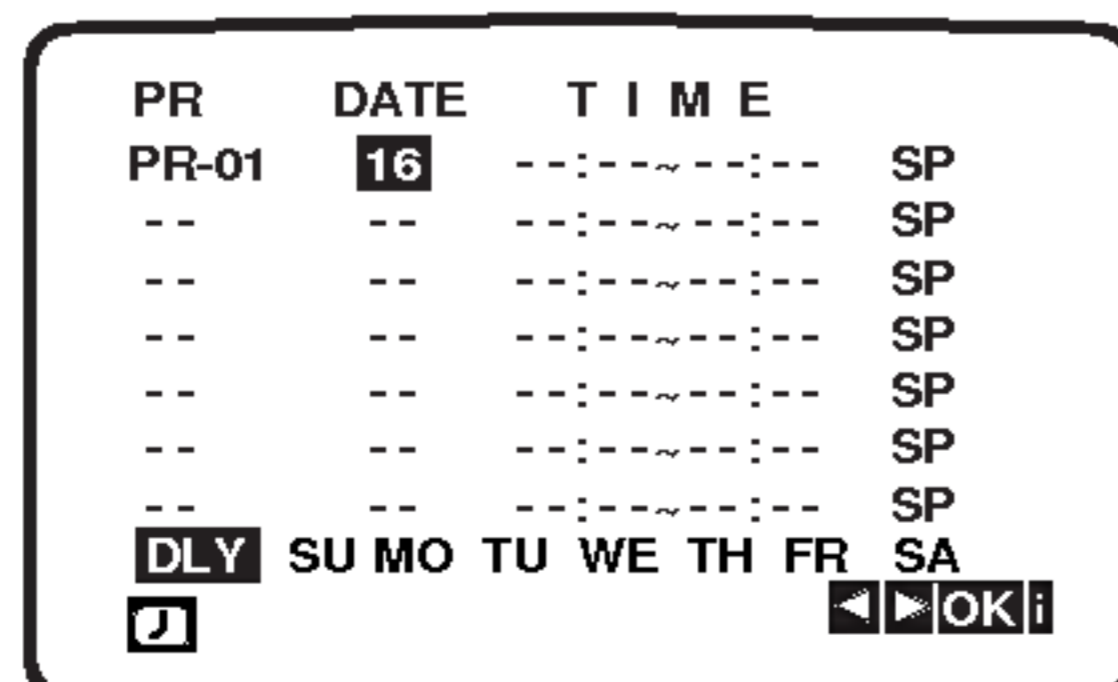 PR DATE T I M E
PR-01 16 --:--~--:-- SP
-- -- --:--~--:-- SP
-- -- --:--~--:-- SP
-- -- --:--~--:-- SP
-- -- --:--~--:-- SP
-- -- --:--~--:-- SP
-- -- --:--~--:-- SP
DLY SU MO TU WE TH FR SA
◄ ► OK i